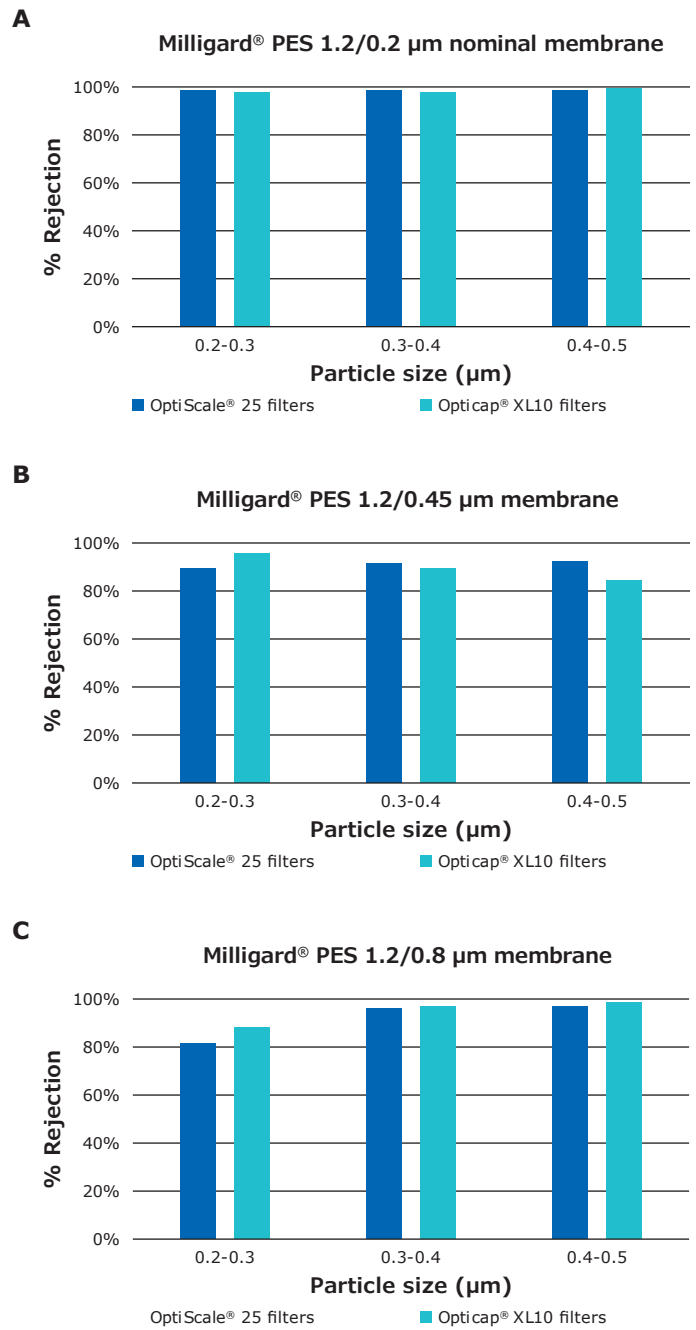 A
Milligard® PES 1.2/0.2 µm nominal membrane
100%
80%
60%
40%
20%
0%
% Rejection
0.2-0.3 0.3-0.4 0.4-0.5
Particle size (µm)
OptiScale® 25 filters Opticap® XL10 filters
B
Milligard® PES 1.2/0.45 µm membrane
100%
80%
60%
40%
20%
0%
% Rejection
0.2-0.3 0.3-0.4 0.4-0.5
Particle size (µm)
OptiScale® 25 filters Opticap® XL10 filters
C
Milligard® PES 1.2/0.8 µm membrane
100%
80%
60%
40%
20%
0%
% Rejection
0.2-0.3 0.3-0.4 0.4-0.5
Particle size (µm)
OptiScale® 25 filters Opticap® XL10 filters